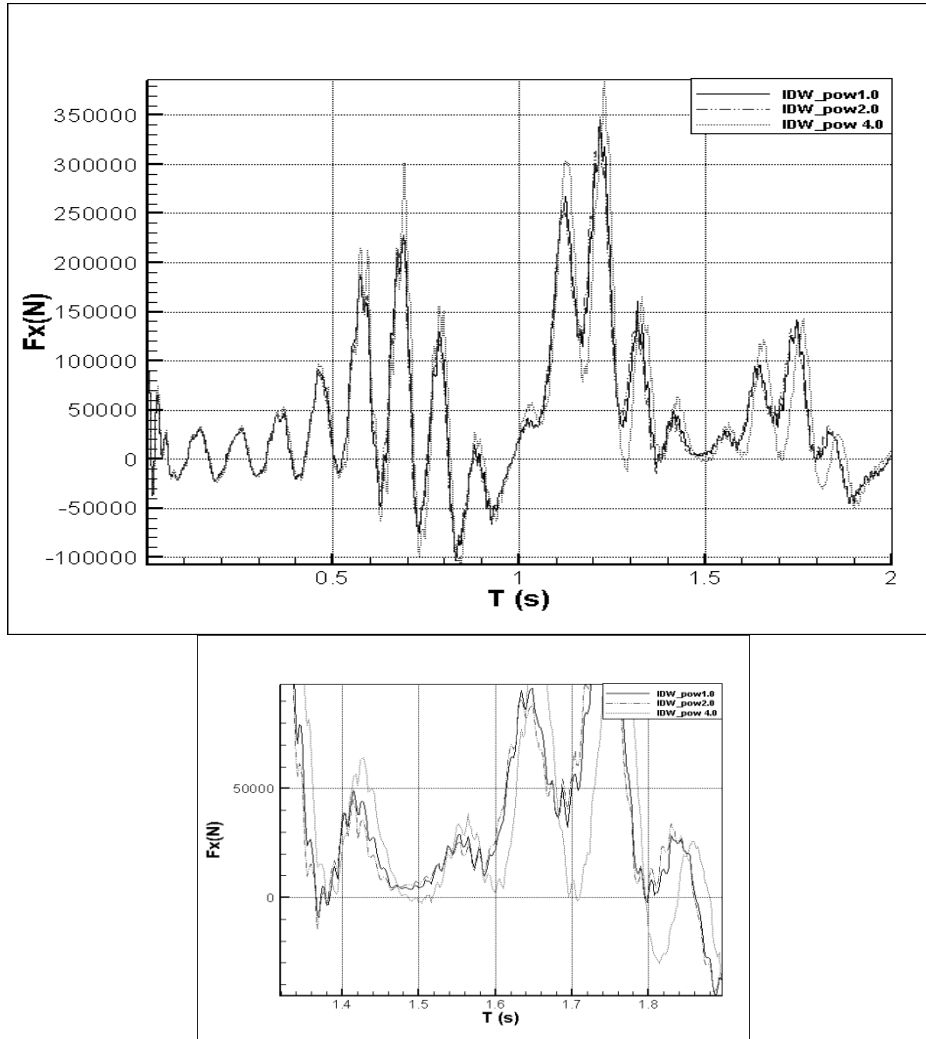 IDW_pow1.0
IDW_pow2.0
IDW_pow 4.0
350000
300000
250000
200000
150000
100000
50000
0
-50000
-100000
Fx(N)
0.5
1
1.5
2
T (s)
IDW_pow1.0
IDW_pow2.0
IDW_pow 4.0
50000
0
Fx(N)
1.4
1.5
1.6
1.7
1.8
T (s)